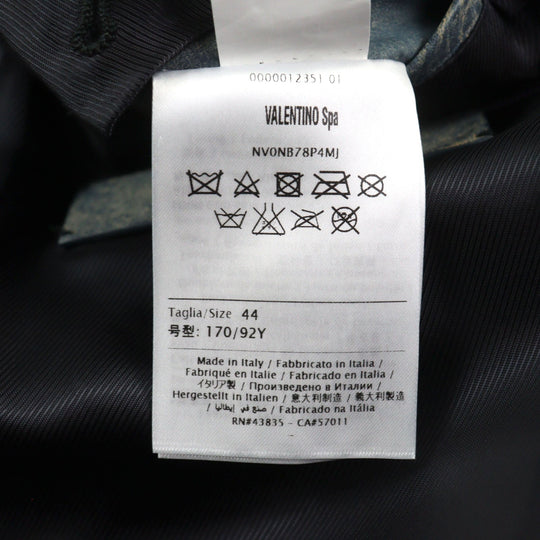 0000012351 01
VALENTINO Spa
NV0NB78P4MJ
Taglia/Size 44
号型: 170/92Y
Made in Italy / Fabbricato in Italia /
Fabriqué en Italie / Fabricado en Italia /
イタリア製 / Произведено в Италии /
Hergestellt in Italien / 意大利制造 / 義大利製
صنع في إيطاليا / Fabricado na Itália /
RN#43835 - CA#57011